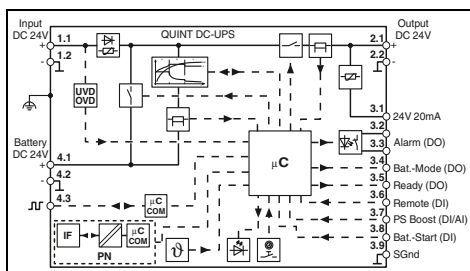 Input
DC 24V
+
1.1
1.2
-
QUINT DC-UPS
Output
DC 24V
2.1
+
2.2
-
UVD
OVD
3.1
24V 20mA
3.2
Alarm (DO)
3.3
3.4
Bat.-Mode (DO)
3.5
Ready (DO)
3.6
Remote (DI)
3.7
PS Boost (DI/AI)
3.8
Bat.-Start (DI)
3.9
SGnd
Battery
DC 24V
+
4.1
4.2
-
4.3
µC
µC
COM
IF
µC
COM
PN
ϑ